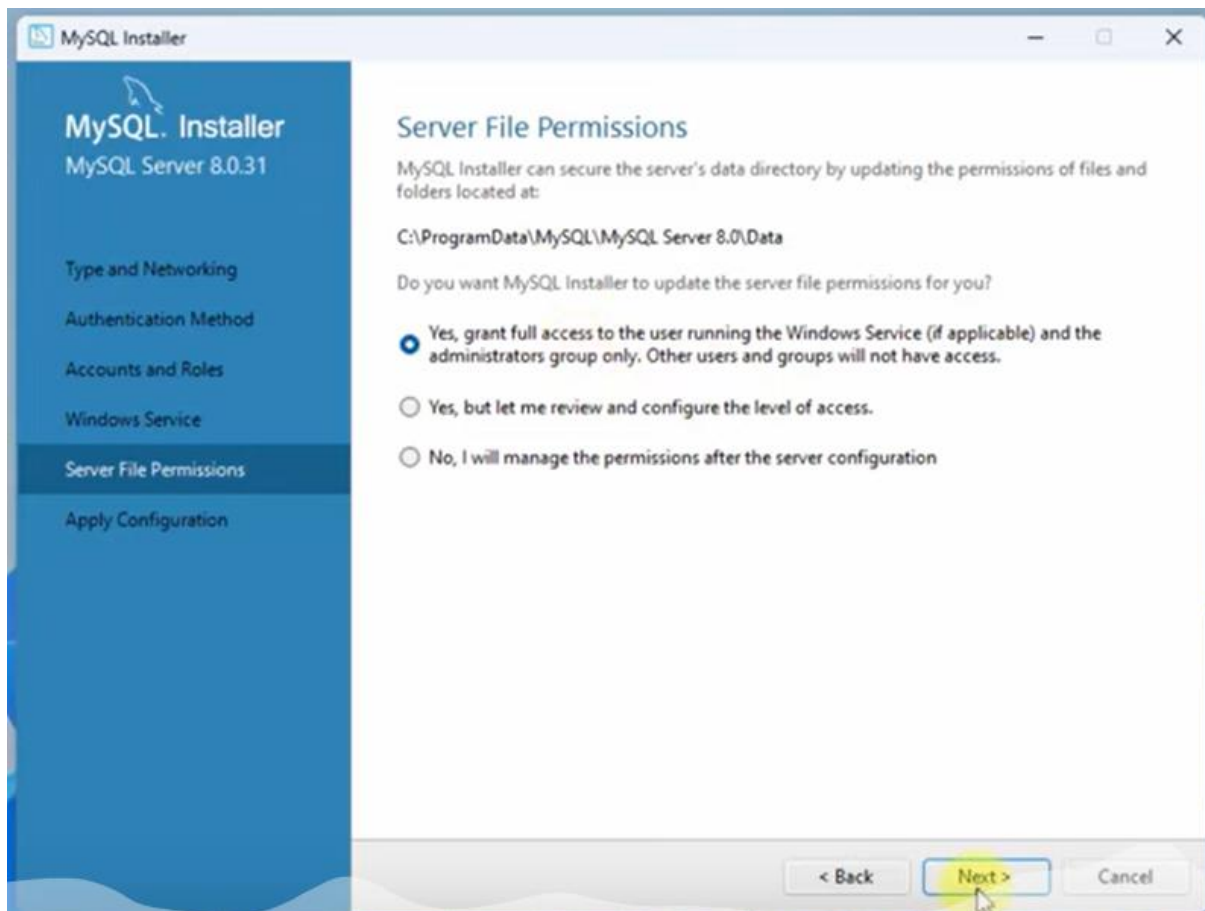 MySQL Installer
MySQL. Installer
MySQL Server 8.0.31
Type and Networking
Authentication Method
Accounts and Roles
Windows Service
Server File Permissions
Apply Configuration
Server File Permissions
MySQL Installer can secure the server's data directory by updating the permissions of files and
folders located at:
C:\ProgramData\MySQL\MySQL Server 8.0\Data
Do you want MySQL Installer to update the server file permissions for you?
Yes, grant full access to the user running the Windows Service (if applicable) and the
administrators group only. Other users and groups will not have access.
Yes, but let me review and configure the level of access.
No, I will manage the permissions after the server configuration
< Back
Next >
Cancel